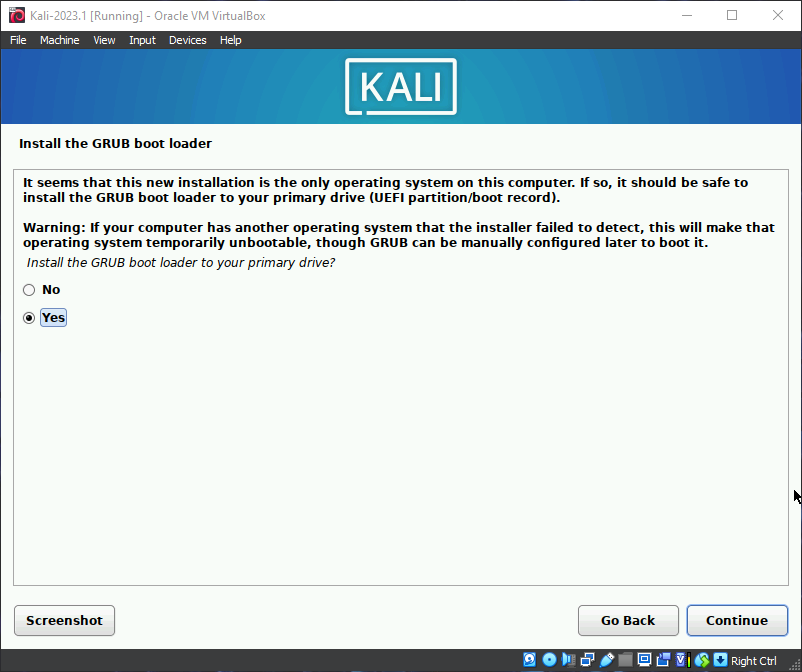 Kali-2023.1 [Running] - Oracle VM VirtualBox
File Machine View Input Devices Help
KALI
Install the GRUB boot loader
It seems that this new installation is the only operating system on this computer. If so, it should be safe to
install the GRUB boot loader to your primary drive (UEFI partition/boot record).
Warning: If your computer has another operating system that the installer failed to detect, this will make that
operating system temporarily unbootable, though GRUB can be manually configured later to boot it.
Install the GRUB boot loader to your primary drive?
No
Yes
Screenshot Go Back Continue
Right Ctrl